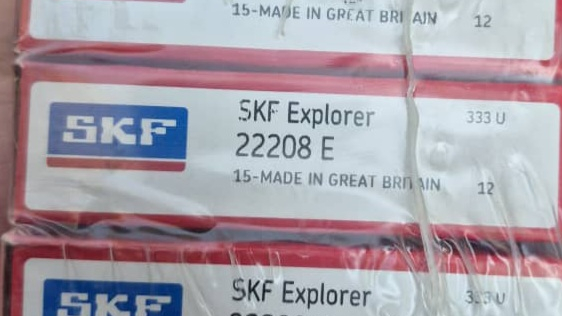 15-MADE IN GREAT BRITAIN 12
SKF
SKF Explorer 333 U
22208 E
15-MADE IN GREAT BRITAIN 12
SKF
SKF Explorer 333 U